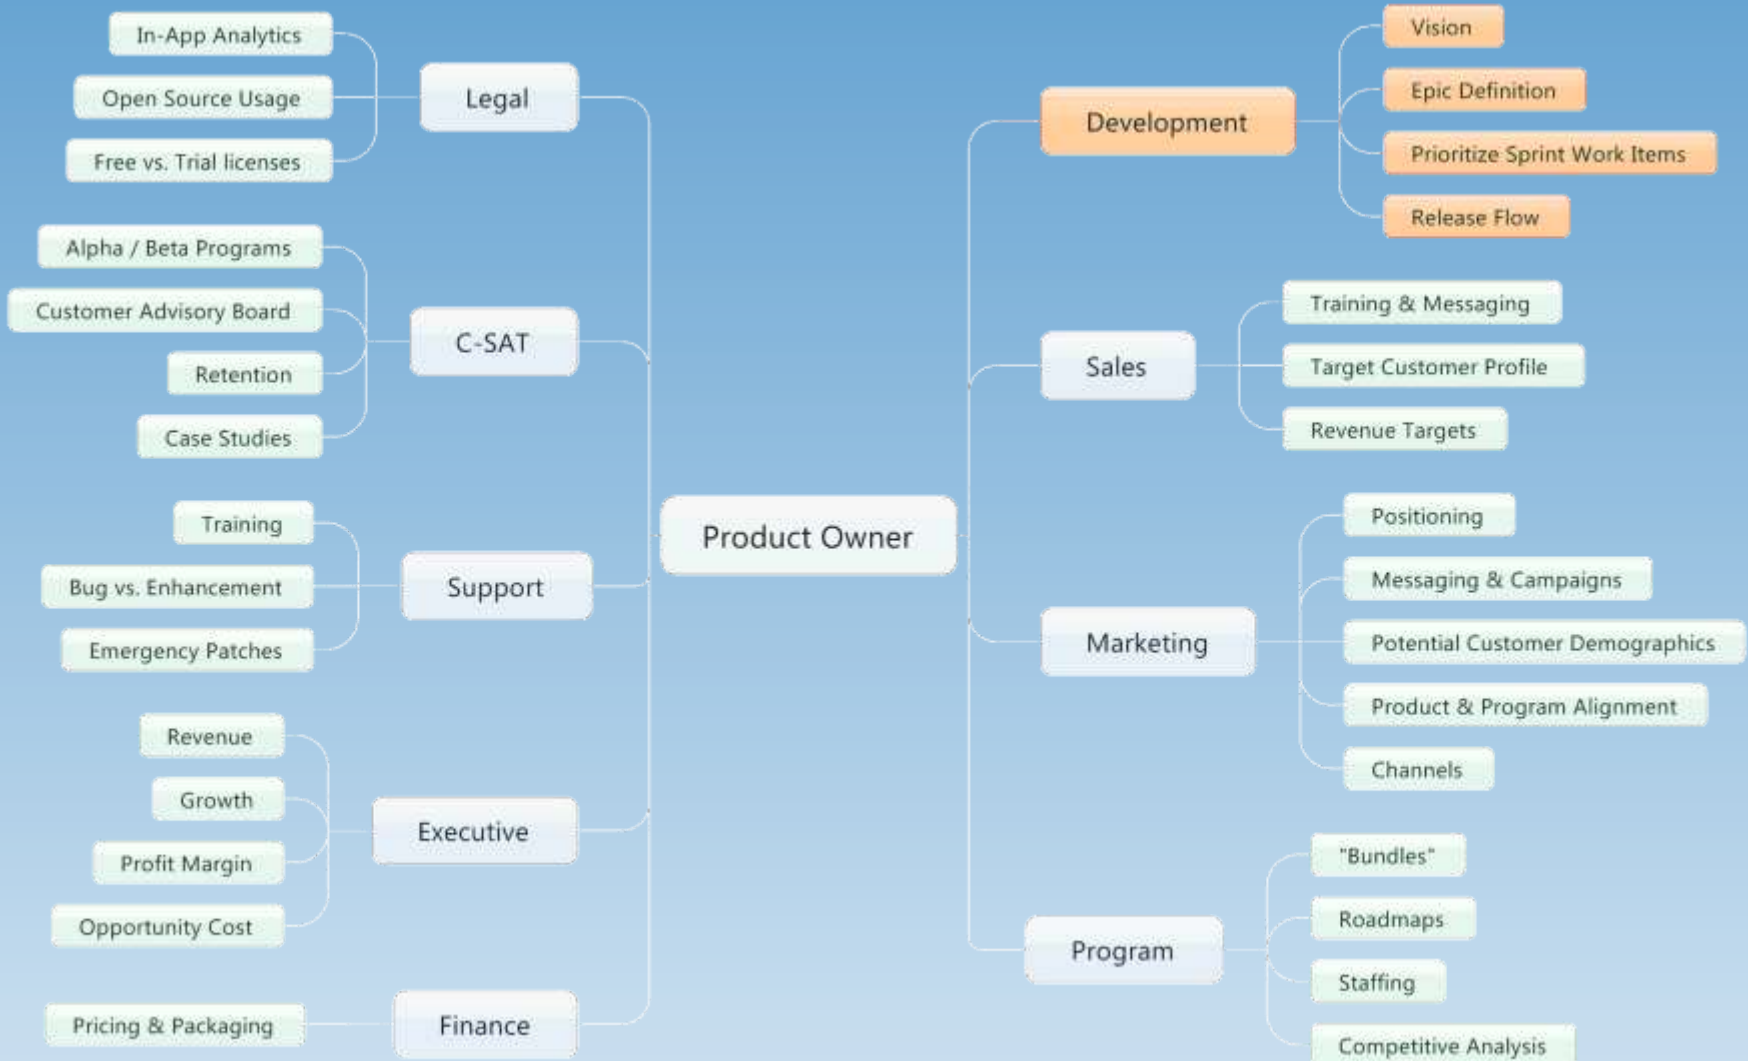 In-App Analytics
Open Source Usage
Free vs. Trial licenses
Legal
Alpha / Beta Programs
Customer Advisory Board
Retention
Case Studies
C-SAT
Training
Bug vs. Enhancement
Emergency Patches
Support
Revenue
Growth
Profit Margin
Opportunity Cost
Executive
Pricing & Packaging
Finance
Product Owner
Development
Vision
Epic Definition
Prioritize Sprint Work Items
Release Flow
Sales
Training & Messaging
Target Customer Profile
Revenue Targets
Marketing
Positioning
Messaging & Campaigns
Potential Customer Demographics
Product & Program Alignment
Channels
Program
"Bundles"
Roadmaps
Staffing
Competitive Analysis